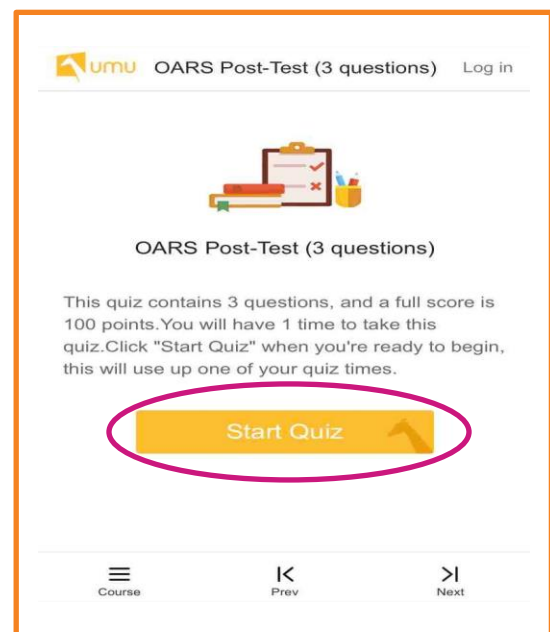 umu OARS Post-Test (3 questions) Log in
OARS Post-Test (3 questions)
This quiz contains 3 questions, and a full score is
100 points.You will have 1 time to take this
quiz.Click "Start Quiz" when you're ready to begin,
this will use up one of your quiz times.
Start Quiz
Course Prev Next